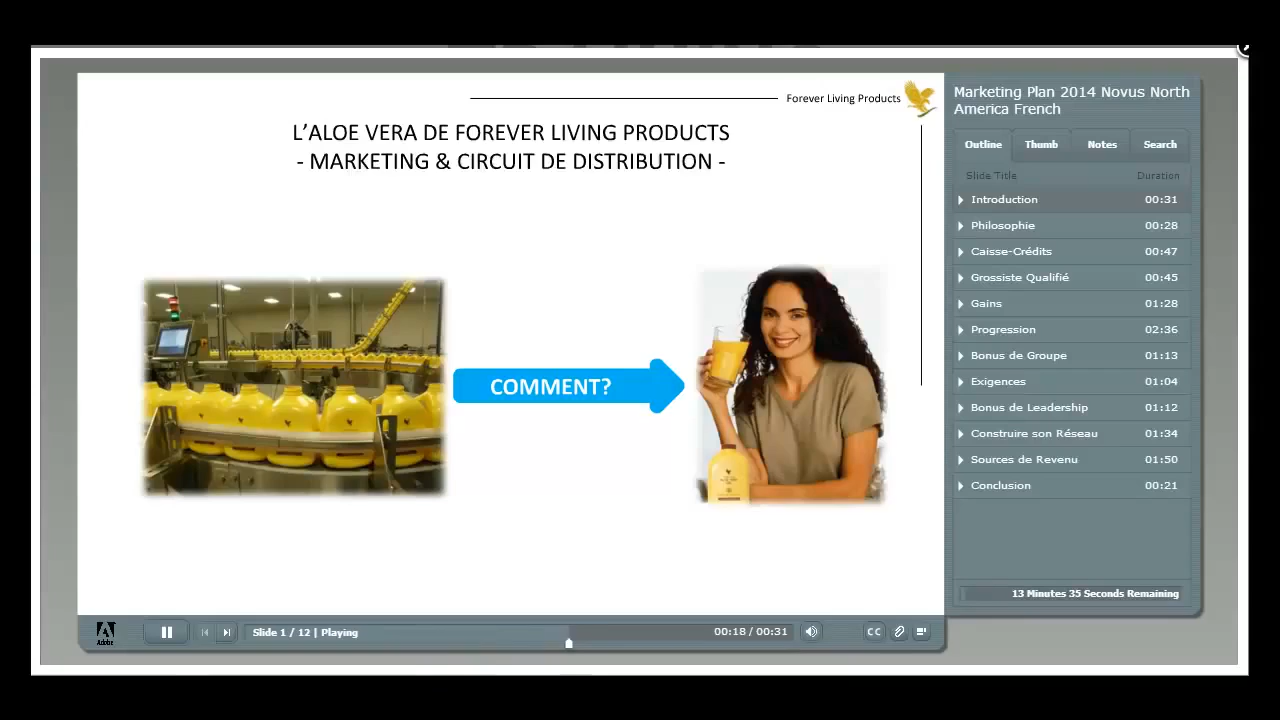 Forever Living Products
L'ALOE VERA DE FOREVER LIVING PRODUCTS
- MARKETING & CIRCUIT DE DISTRIBUTION -
COMMENT?
Marketing Plan 2014 Novus North
America French
Outline Thumb Notes Search
Slide Title Duration
Introduction 00:31
Philosophie 00:28
Caisse-Crédits 00:47
Grossiste Qualifié 00:45
Gains 01:28
Progression 02:36
Bonus de Groupe 01:13
Exigences 01:04
Bonus de Leadership 01:12
Construire son Réseau 01:34
Sources de Revenu 01:50
Conclusion 00:21
13 Minutes 35 Seconds Remaining
Adobe
Slide 1 / 12 | Playing
00:18 / 00:31
CC